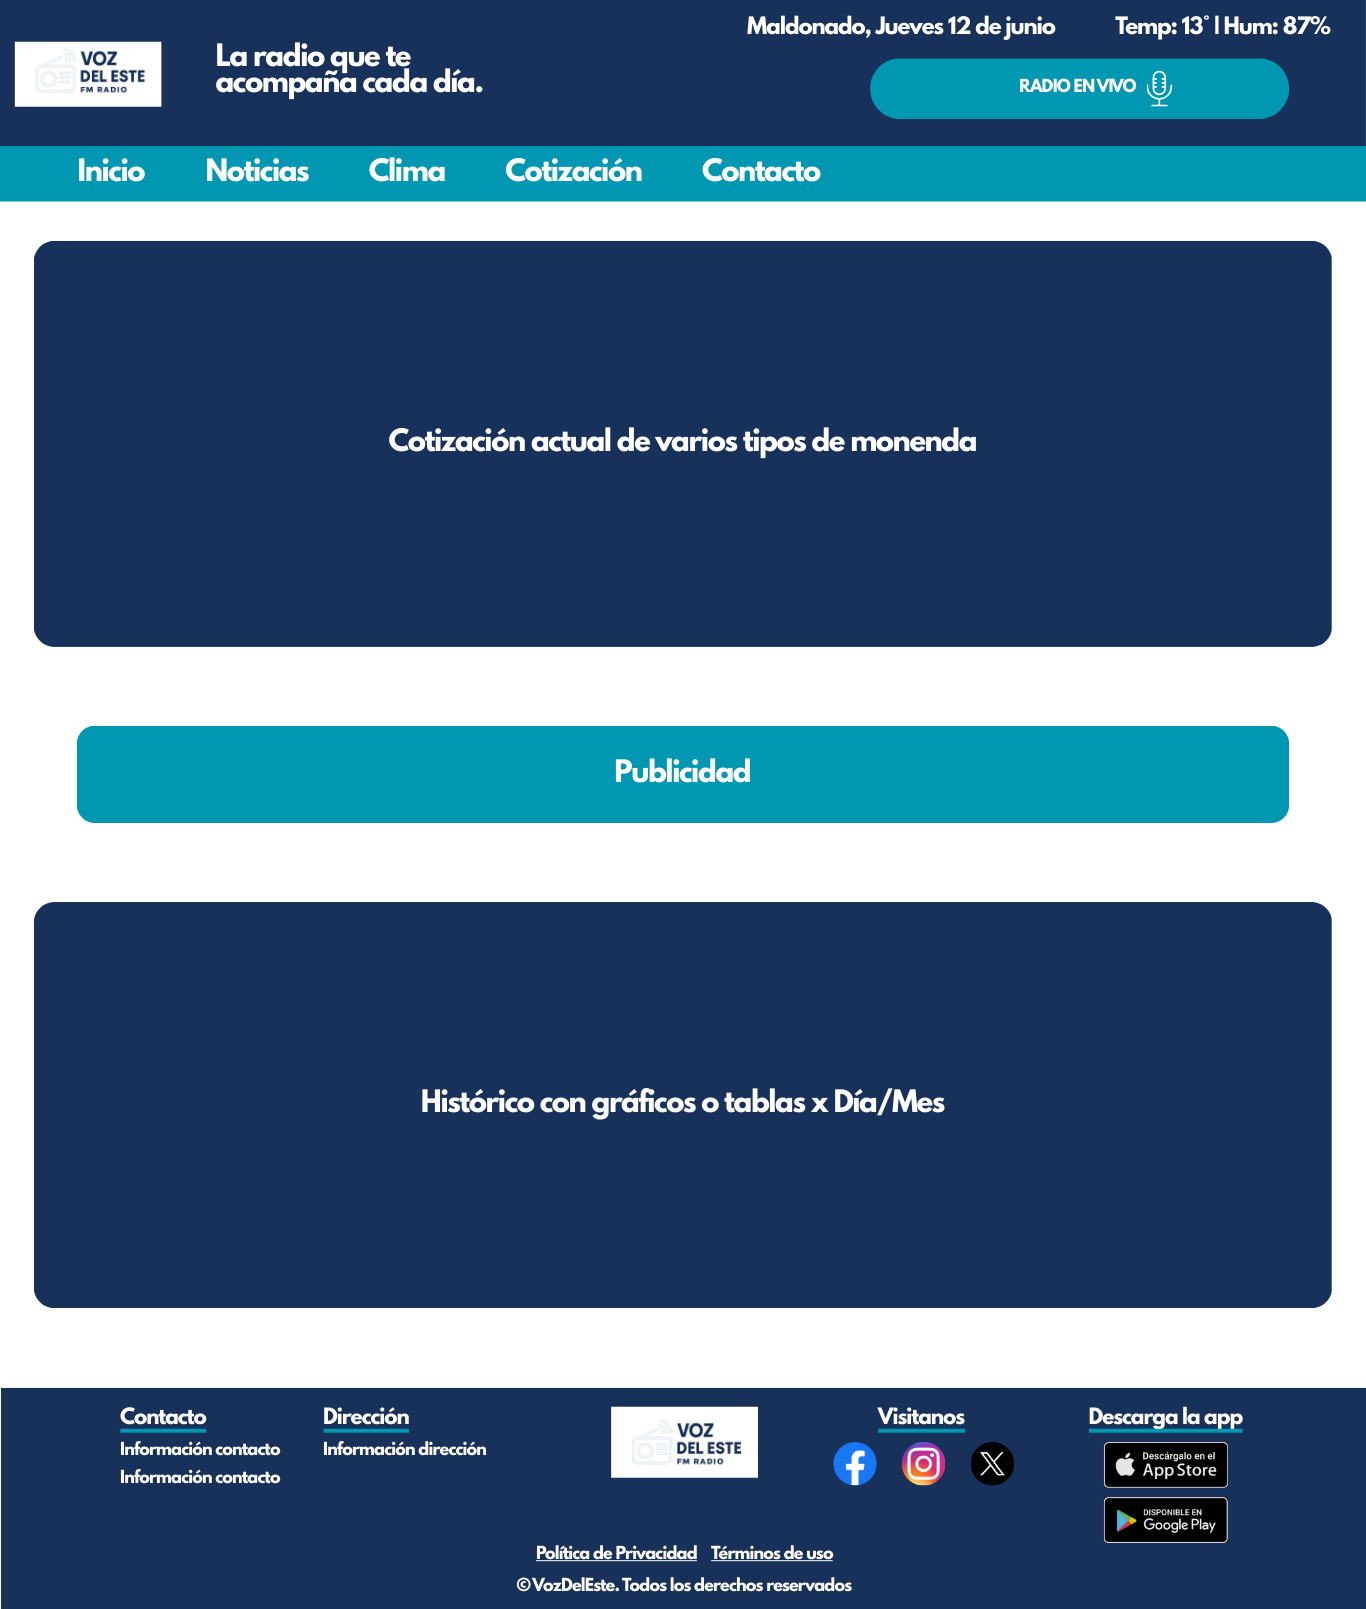 Maldonado, Jueves 12 de junio
Temp: 13° | Hum: 87%
VOZ
DEL ESTE
FM RADIO
La radio que te
acompaña cada día.
RADIO EN VIVO
Inicio
Noticias
Clima
Cotización
Contacto
Cotización actual de varios tipos de monenda
Publicidad
Histórico con gráficos o tablas x Día/Mes
Contacto
Información contacto
Información contacto
Dirección
Información dirección
VOZ
DEL ESTE
FM RADIO
Visitanos
Descarga la app
Descárgalo en el
App Store
DISPONIBLE EN
Google Play
Política de Privacidad
Términos de uso
© VozDelEste. Todos los derechos reservados